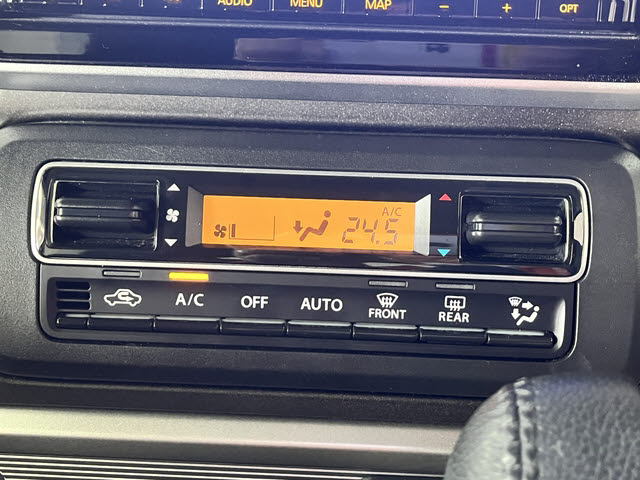 AUDIO MENU MAP − + OPT
A/C
24.5
A/C OFF AUTO FRONT REAR